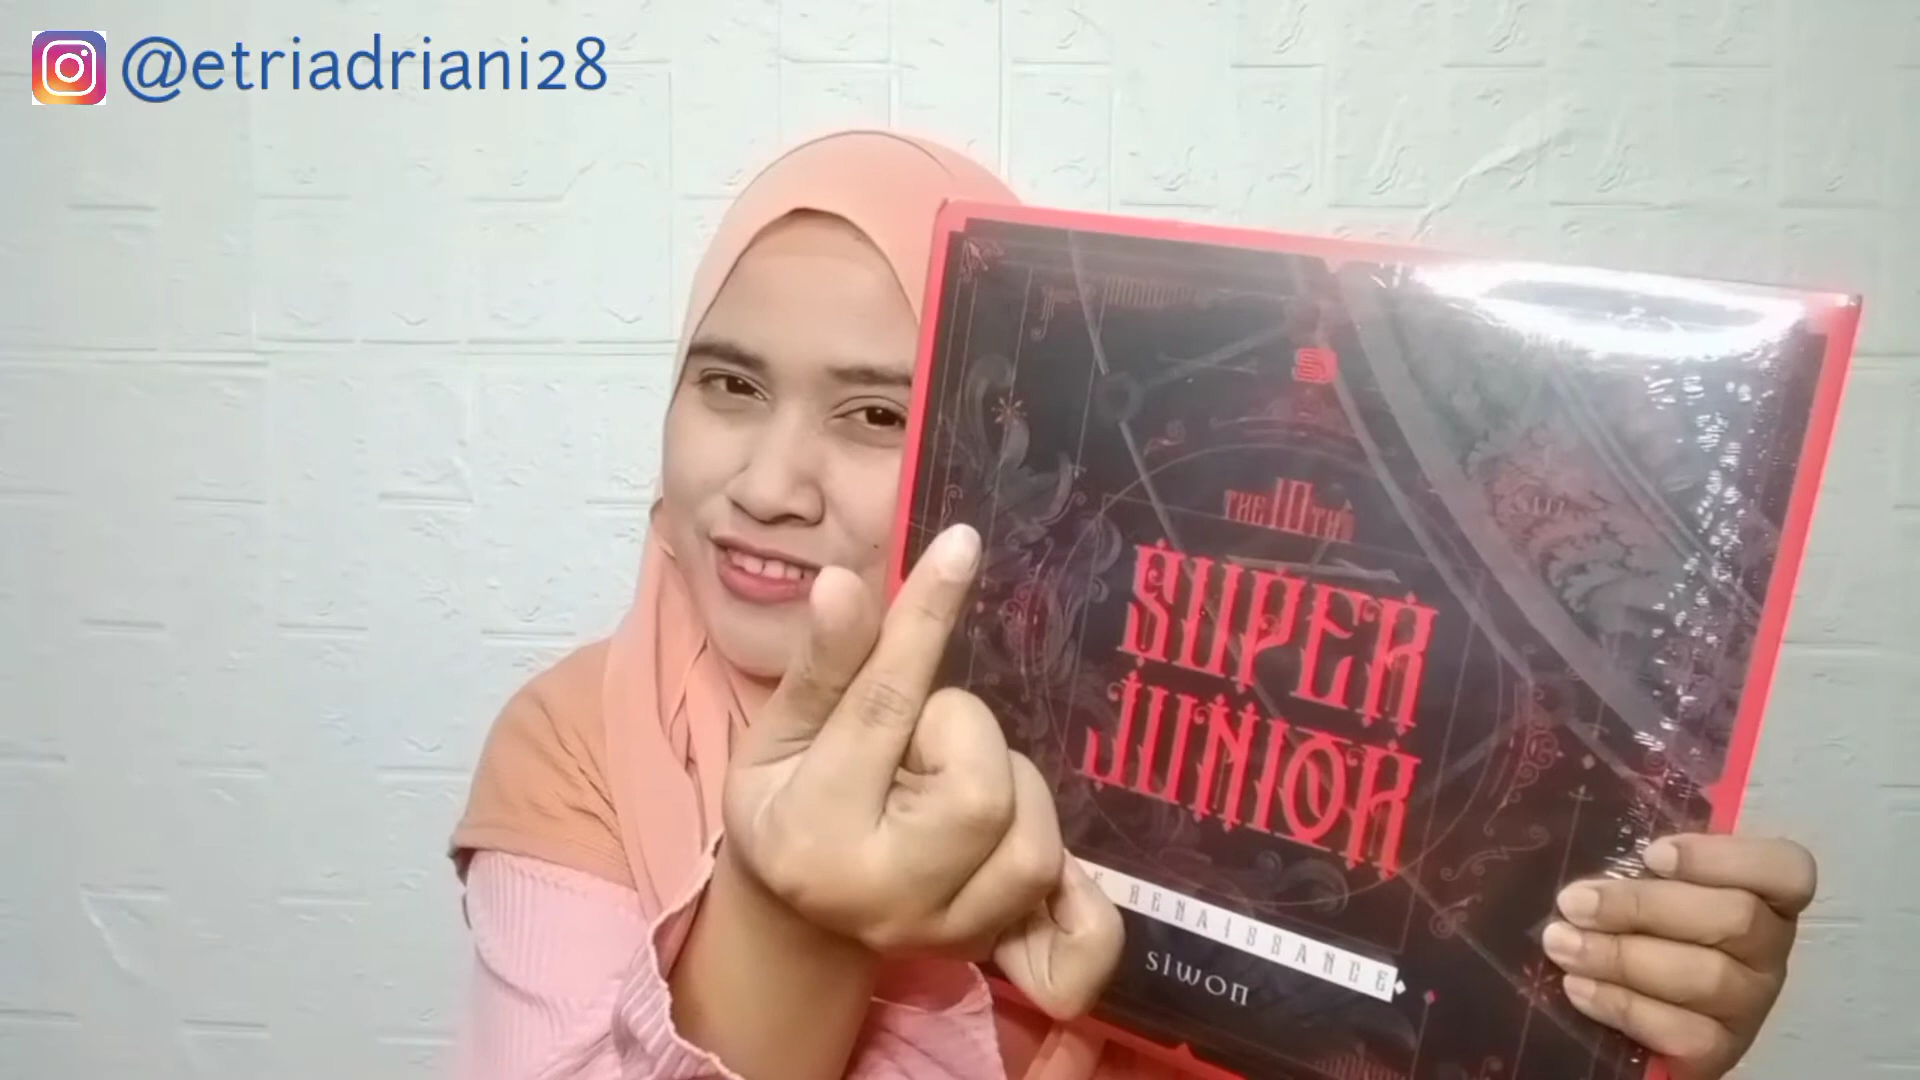 @etriadriani28
THE 10TH
SUPER
JUNIOR
RENAISSANCE
SIWON